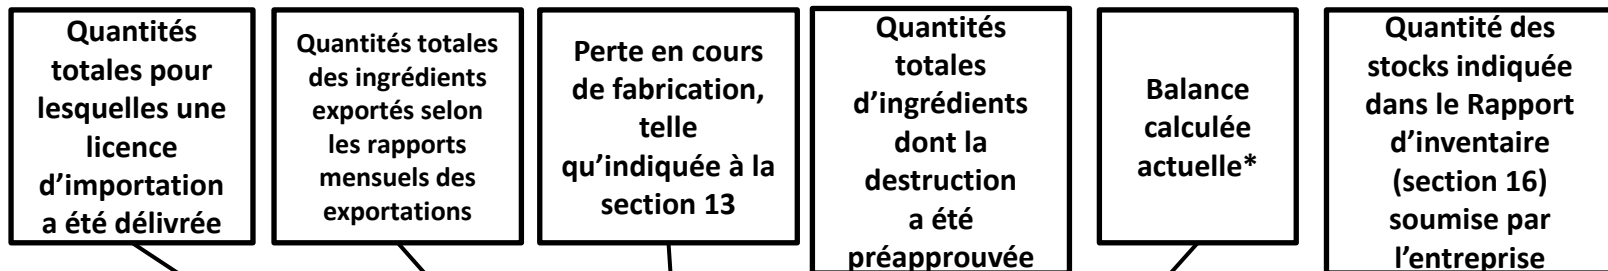 Quantités
totales pour
lesquelles une
licence
d’importation
a été délivrée
Quantités totales
des ingrédients
exportés selon
les rapports
mensuels des
exportations
Perte en cours
de fabrication,
telle
qu’indiquée à la
section 13
Quantités
totales
d’ingrédients
dont la
destruction
a été
préapprouvée
Balance
calculée
actuelle*
Quantité des
stocks indiquée
dans le Rapport
d’inventaire
(section 16)
soumise par
l’entreprise